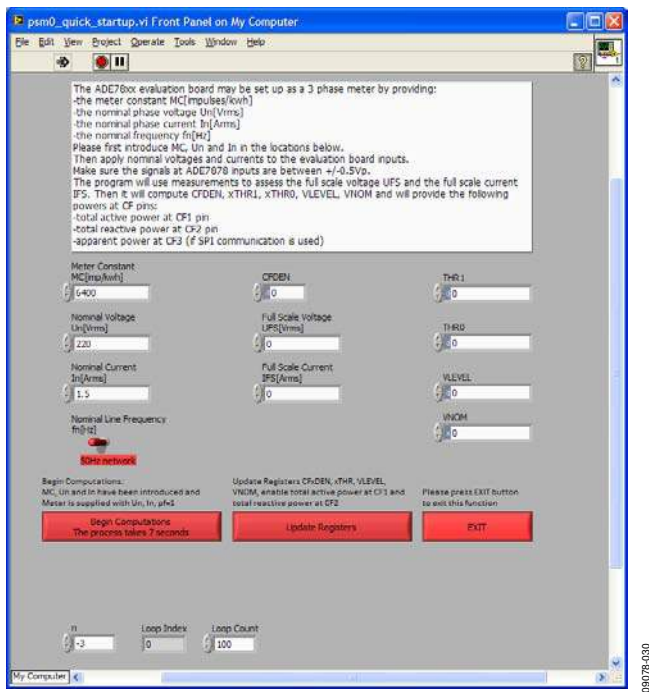 psm0_quick_startup.vi Front Panel on My Computer
File Edit View Project Operate Tools Window Help
The ADE78xx evaluation board may be set up as a 3 phase meter by providing:
-the meter constant MC[impulses/kwh]
-the nominal phase voltage Un[Vrms]
-the nominal phase current In[Arms]
-the nominal frequency fn[Hz]
Please first introduce MC, Un and In in the locations below.
Then apply nominal voltages and currents to the evaluation board inputs.
Make sure the signals at ADE7878 inputs are between +/-0.5Vp.
The program will use measurements to assess the full scale voltage UFS and the full scale current
IFS. Then it will compute CFDEN, xTHR1, xTHR0, VLEVEL, VNOM and will provide the following
powers at CF pins:
-total active power at CF1 pin
-total reactive power at CF2 pin
-apparent power at CF3 (if SPI communication is used)
Meter Constant
MC[imp/kwh]
6400
CFDEN
0
THR1
0
Nominal Voltage
Un[Vrms]
220
Full Scale Voltage
UFS[Vrms]
0
THR0
0
Nominal Current
In[Arms]
1.5
Full Scale Current
IFS[Arms]
0
VLEVEL
0
Nominal Line Frequency
fn[Hz]
50Hz network
VNOM
0
Begin Computations:
MC, Un and In have been introduced and
Meter is supplied with Un, In, pf=1
Begin Computations
The process takes 7 seconds
Update Registers CFxDEN, xTHR, VLEVEL,
VNOM, enable total active power at CF1 and
total reactive power at CF2
Update Registers
Please press EXIT button
to exit this function
EXIT
n
-3
Loop Index
0
Loop Count
100
My Computer
09078-030